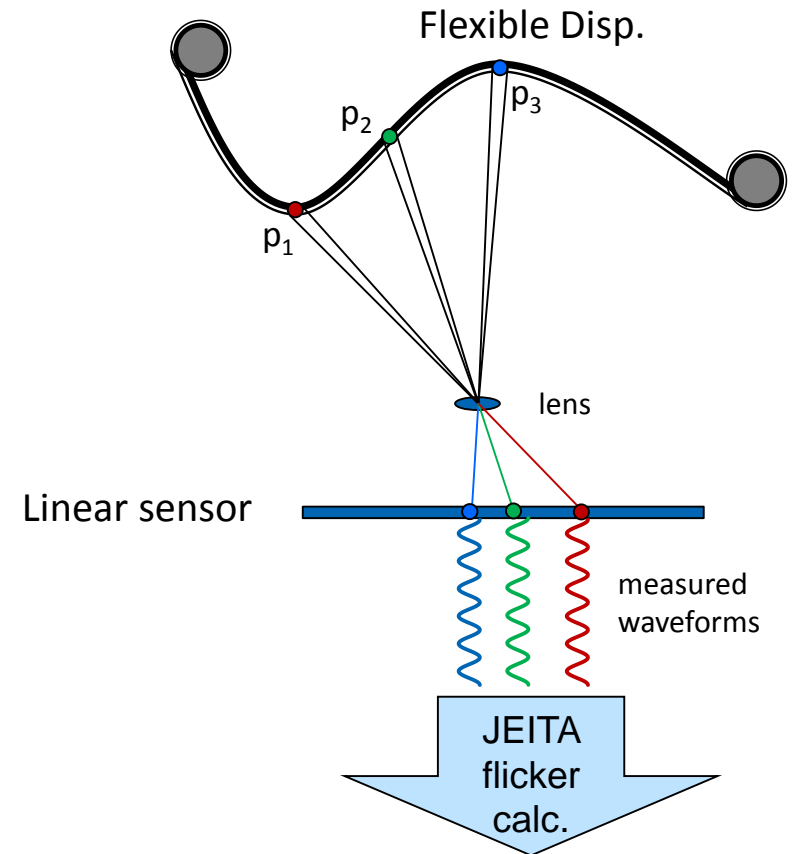 Flexible Disp.
p₃
p₂
p₁
lens
Linear sensor
measured
waveforms
JEITA
flicker
calc.